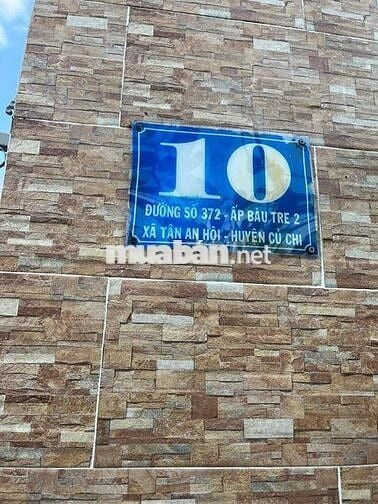 10
ĐƯỜNG SỐ 372 - ẤP BÀU TRE 2
XÃ TÂN AN HỘI - HUYỆN CỦ CHI
muaban.net